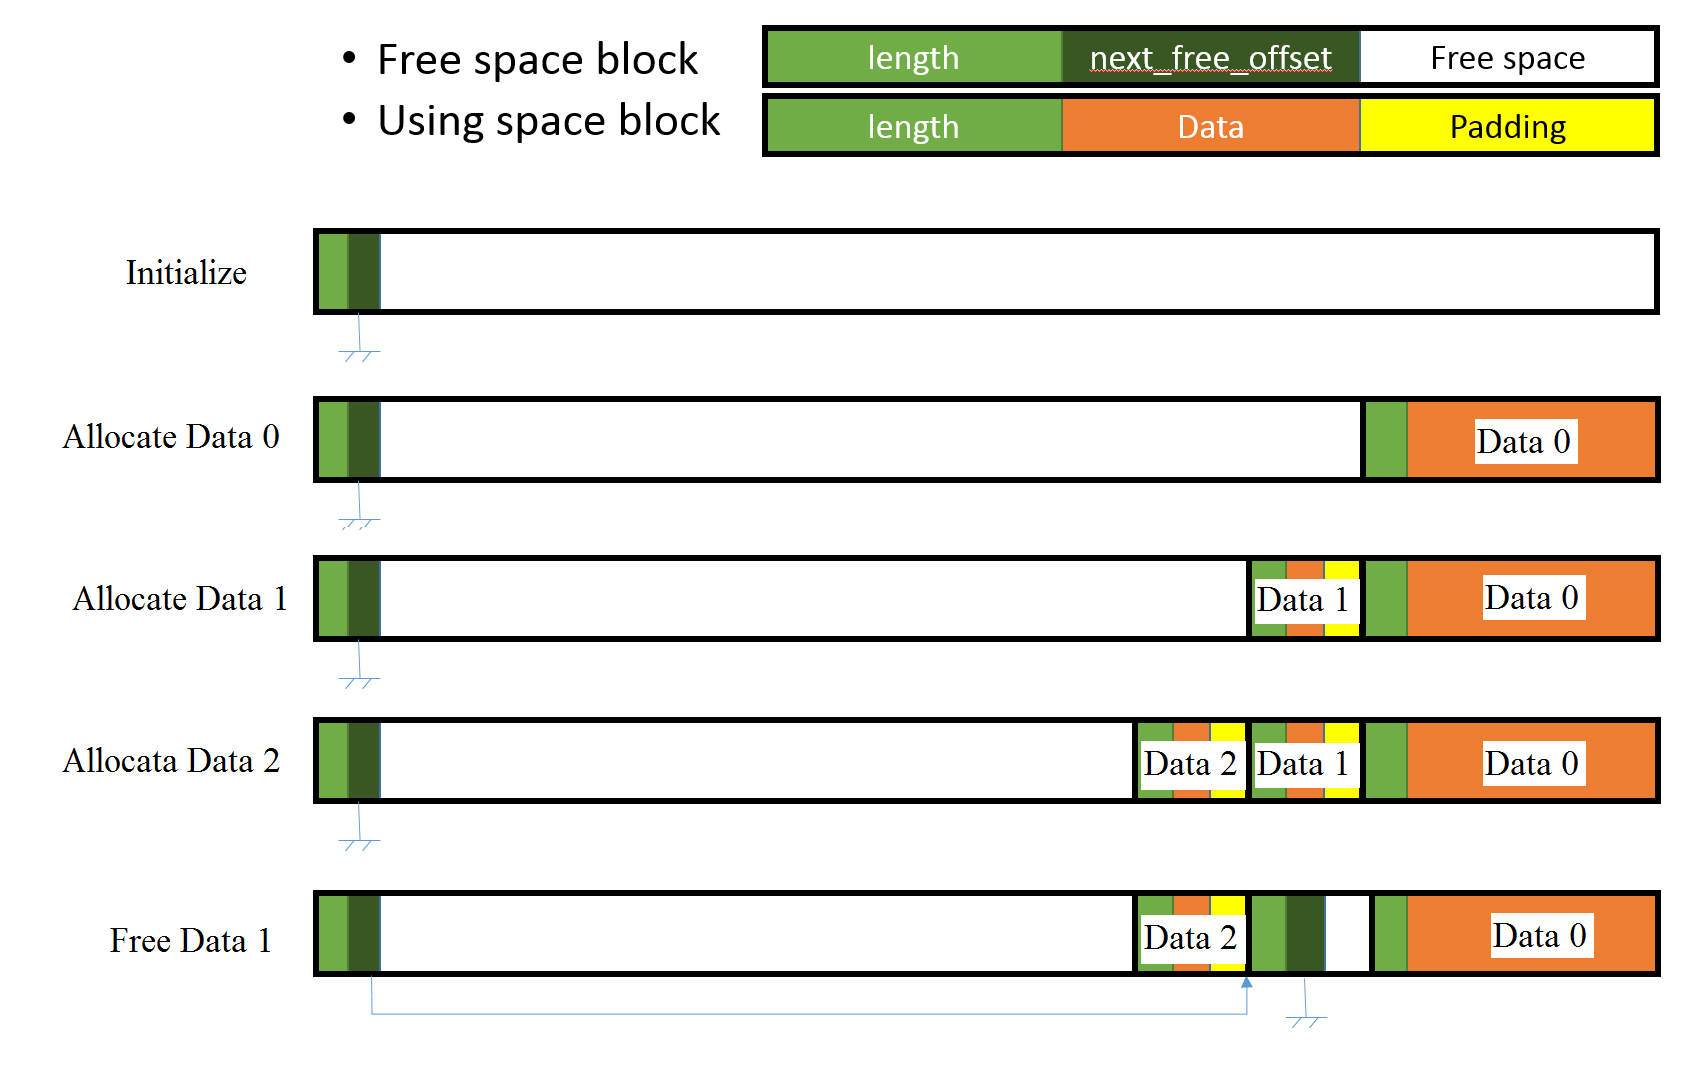 • Free space block
length next_free_offset Free space
• Using space block
length Data Padding
Initialize
Allocate Data 0
Data 0
Allocate Data 1
Data 1 Data 0
Allocata Data 2
Data 2 Data 1 Data 0
Free Data 1
Data 2 Data 0